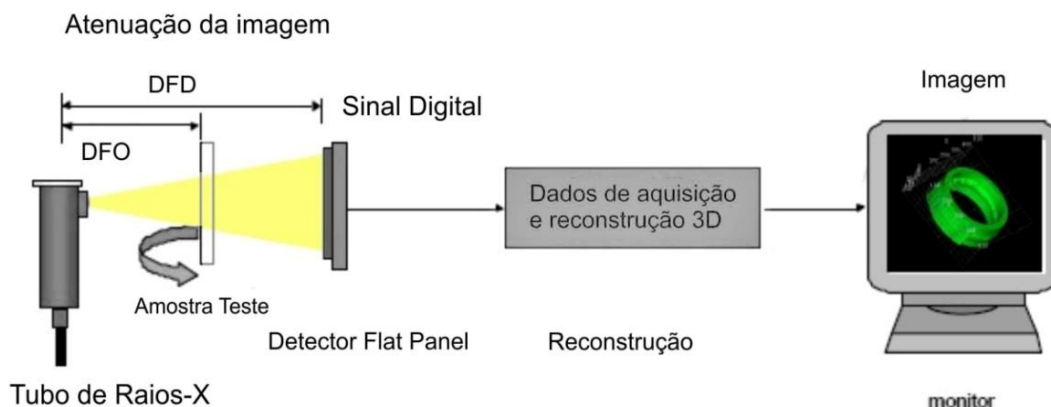 Atenuação da imagem
DFD
DFO
Sinal Digital
Imagem
Dados de aquisição
e reconstrução 3D
Amostra Teste
Detector Flat Panel
Reconstrução
Tubo de Raios-X
monitor